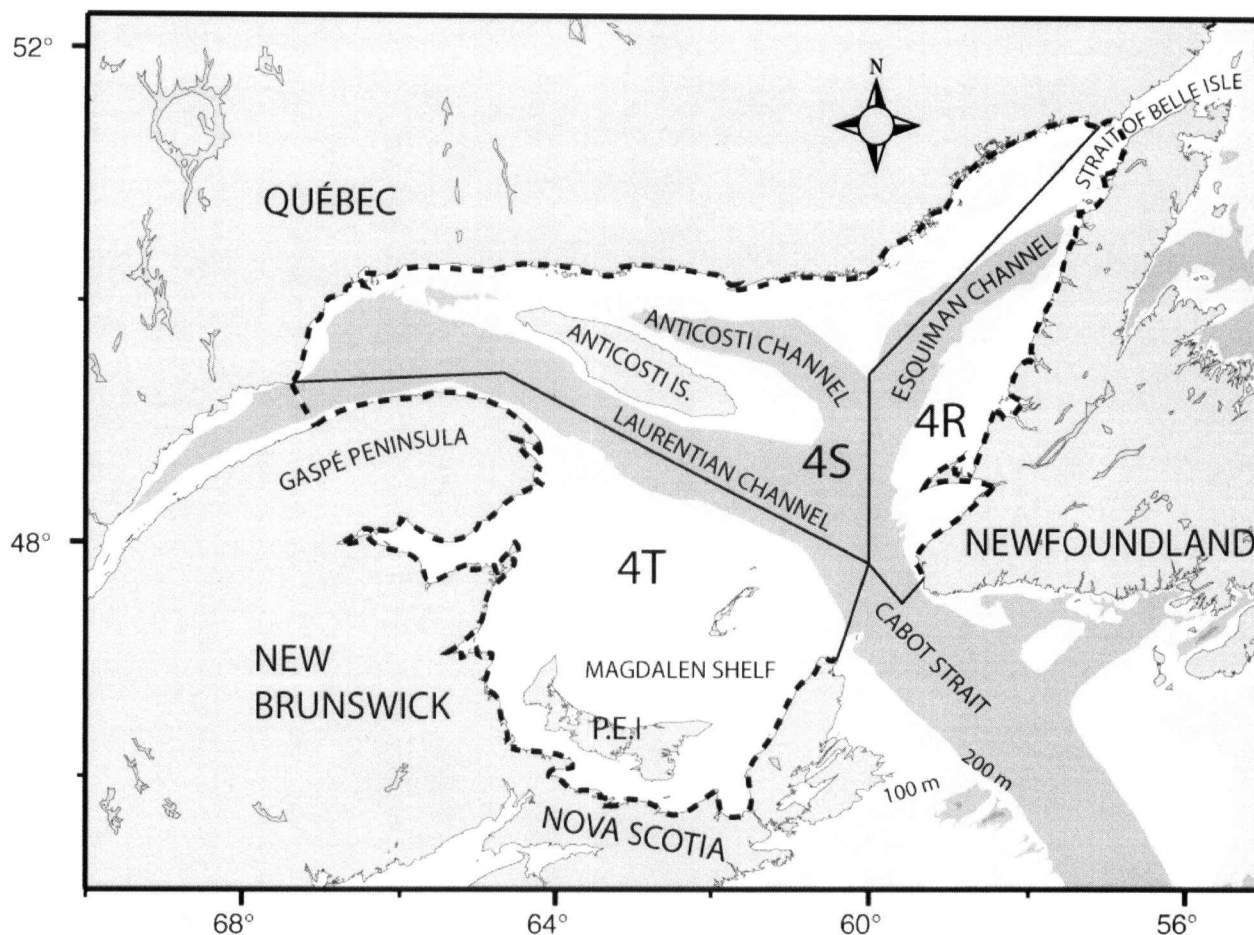 52°
N
STRAIT OF BELLE ISLE
QUÉBEC
ESQUIMAN CHANNEL
ANTICOSTI CHANNEL
ANTICOSTI IS.
4R
LAURENTIAN CHANNEL
4S
GASPÉ PENINSULA
48°
NEWFOUNDLAND
4T
CABOT STRAIT
NEW
BRUNSWICK
MAGDALEN SHELF
P.E.I
200 m
100 m
NOVA SCOTIA
68°
64°
60°
56°